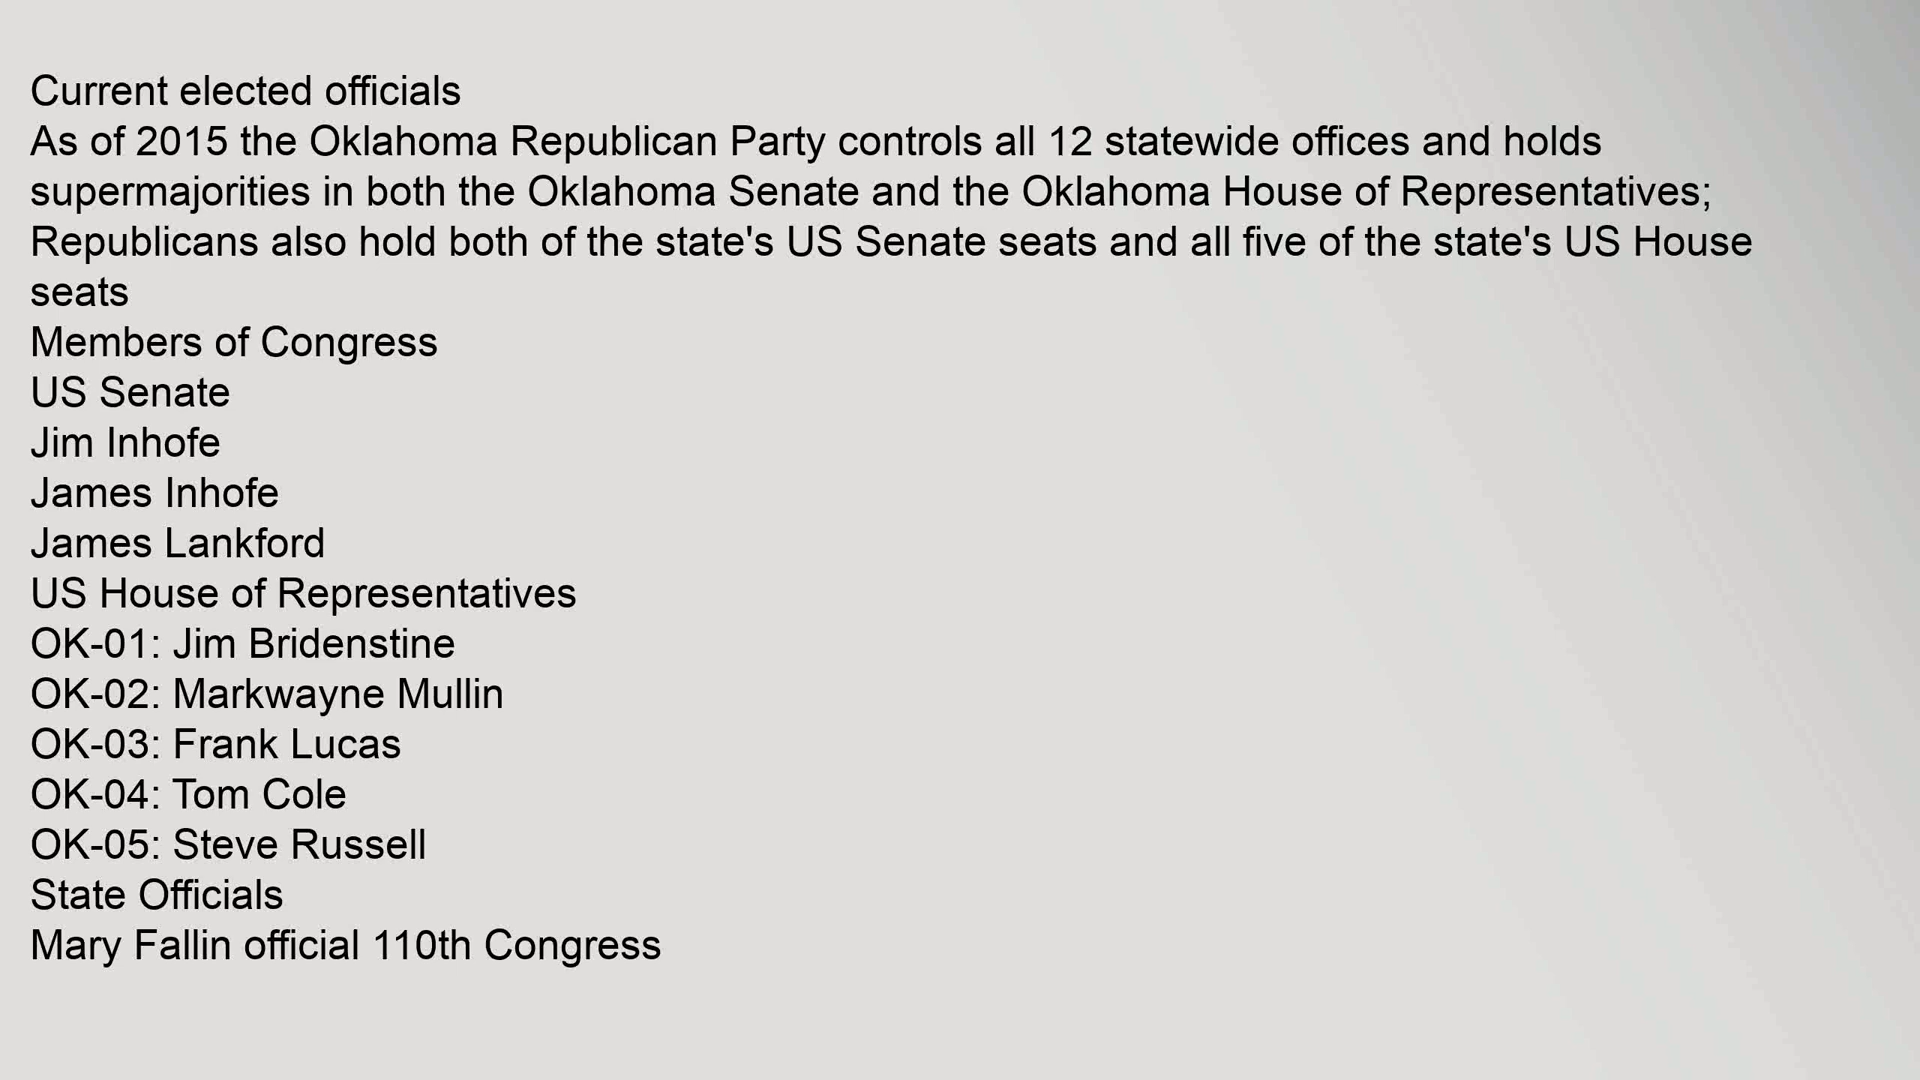 Current elected officials
As of 2015 the Oklahoma Republican Party controls all 12 statewide offices and holds
supermajorities in both the Oklahoma Senate and the Oklahoma House of Representatives;
Republicans also hold both of the state's US Senate seats and all five of the state's US House
seats
Members of Congress
US Senate
Jim Inhofe
James Inhofe
James Lankford
US House of Representatives
OK-01: Jim Bridenstine
OK-02: Markwayne Mullin
OK-03: Frank Lucas
OK-04: Tom Cole
OK-05: Steve Russell
State Officials
Mary Fallin official 110th Congress